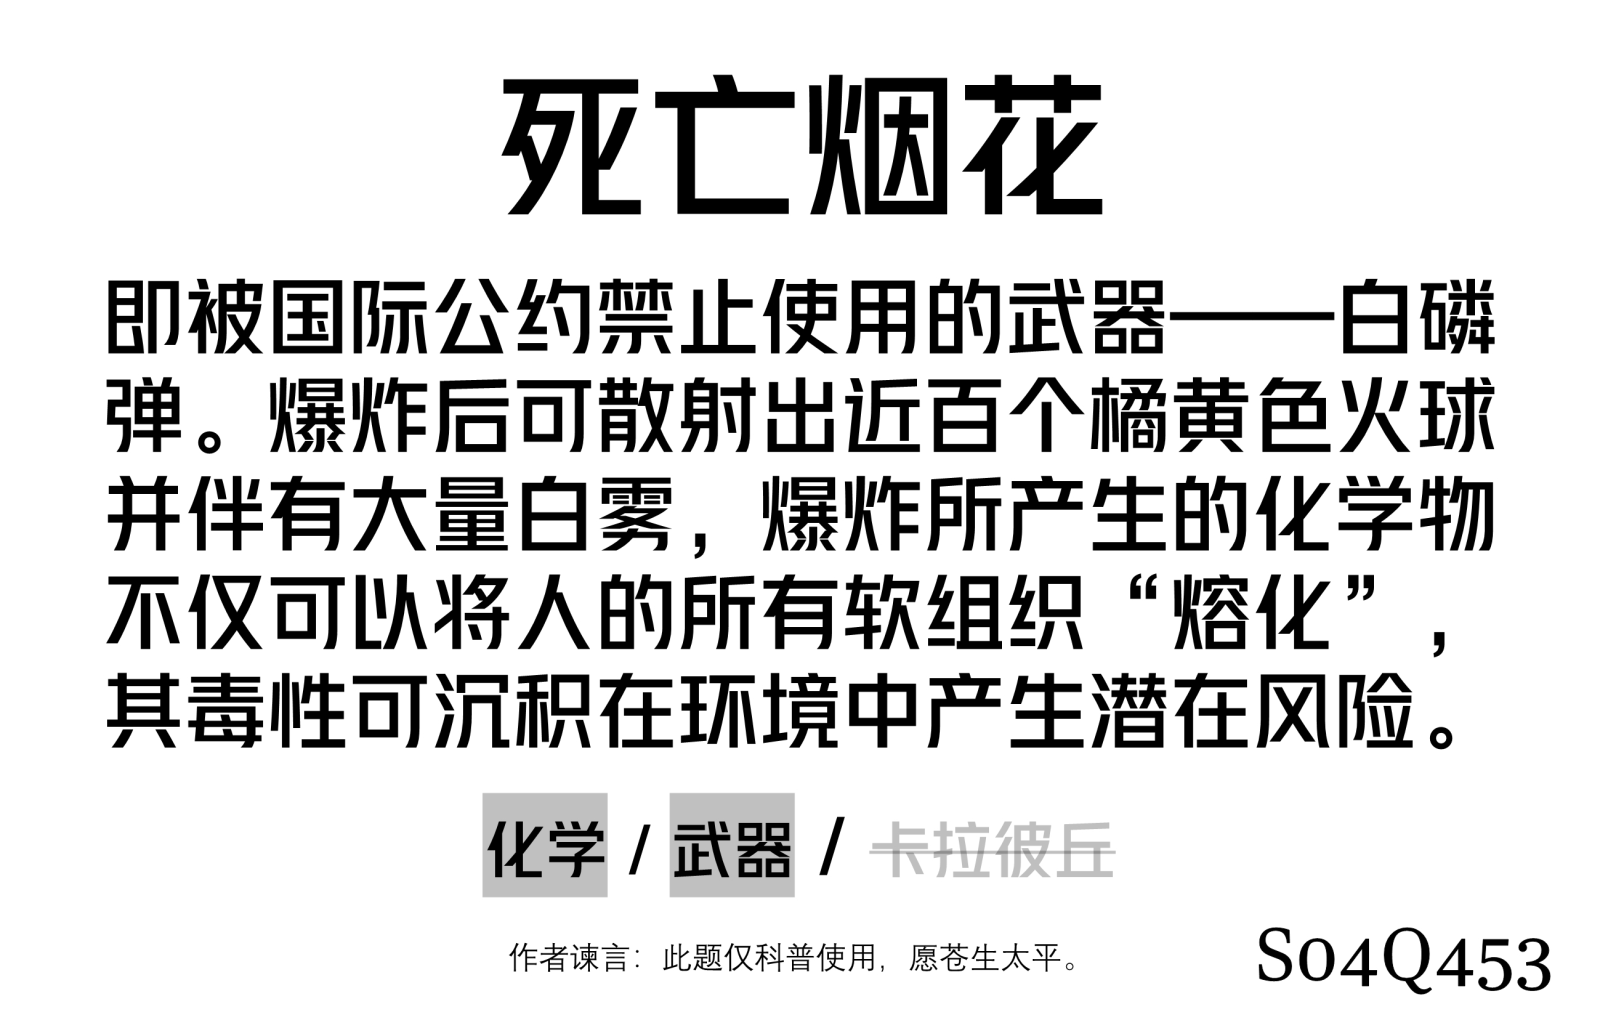 死亡烟花
即被国际公约禁止使用的武器——白磷
弹。爆炸后可散射出近百个橘黄色火球
并伴有大量白雾，爆炸所产生的化学物
不仅可以将人的所有软组织“熔化”，
其毒性可沉积在环境中产生潜在风险。
化学 / 武器 / 卡拉彼丘
作者谏言：此题仅科普使用，愿苍生太平。
S04Q453